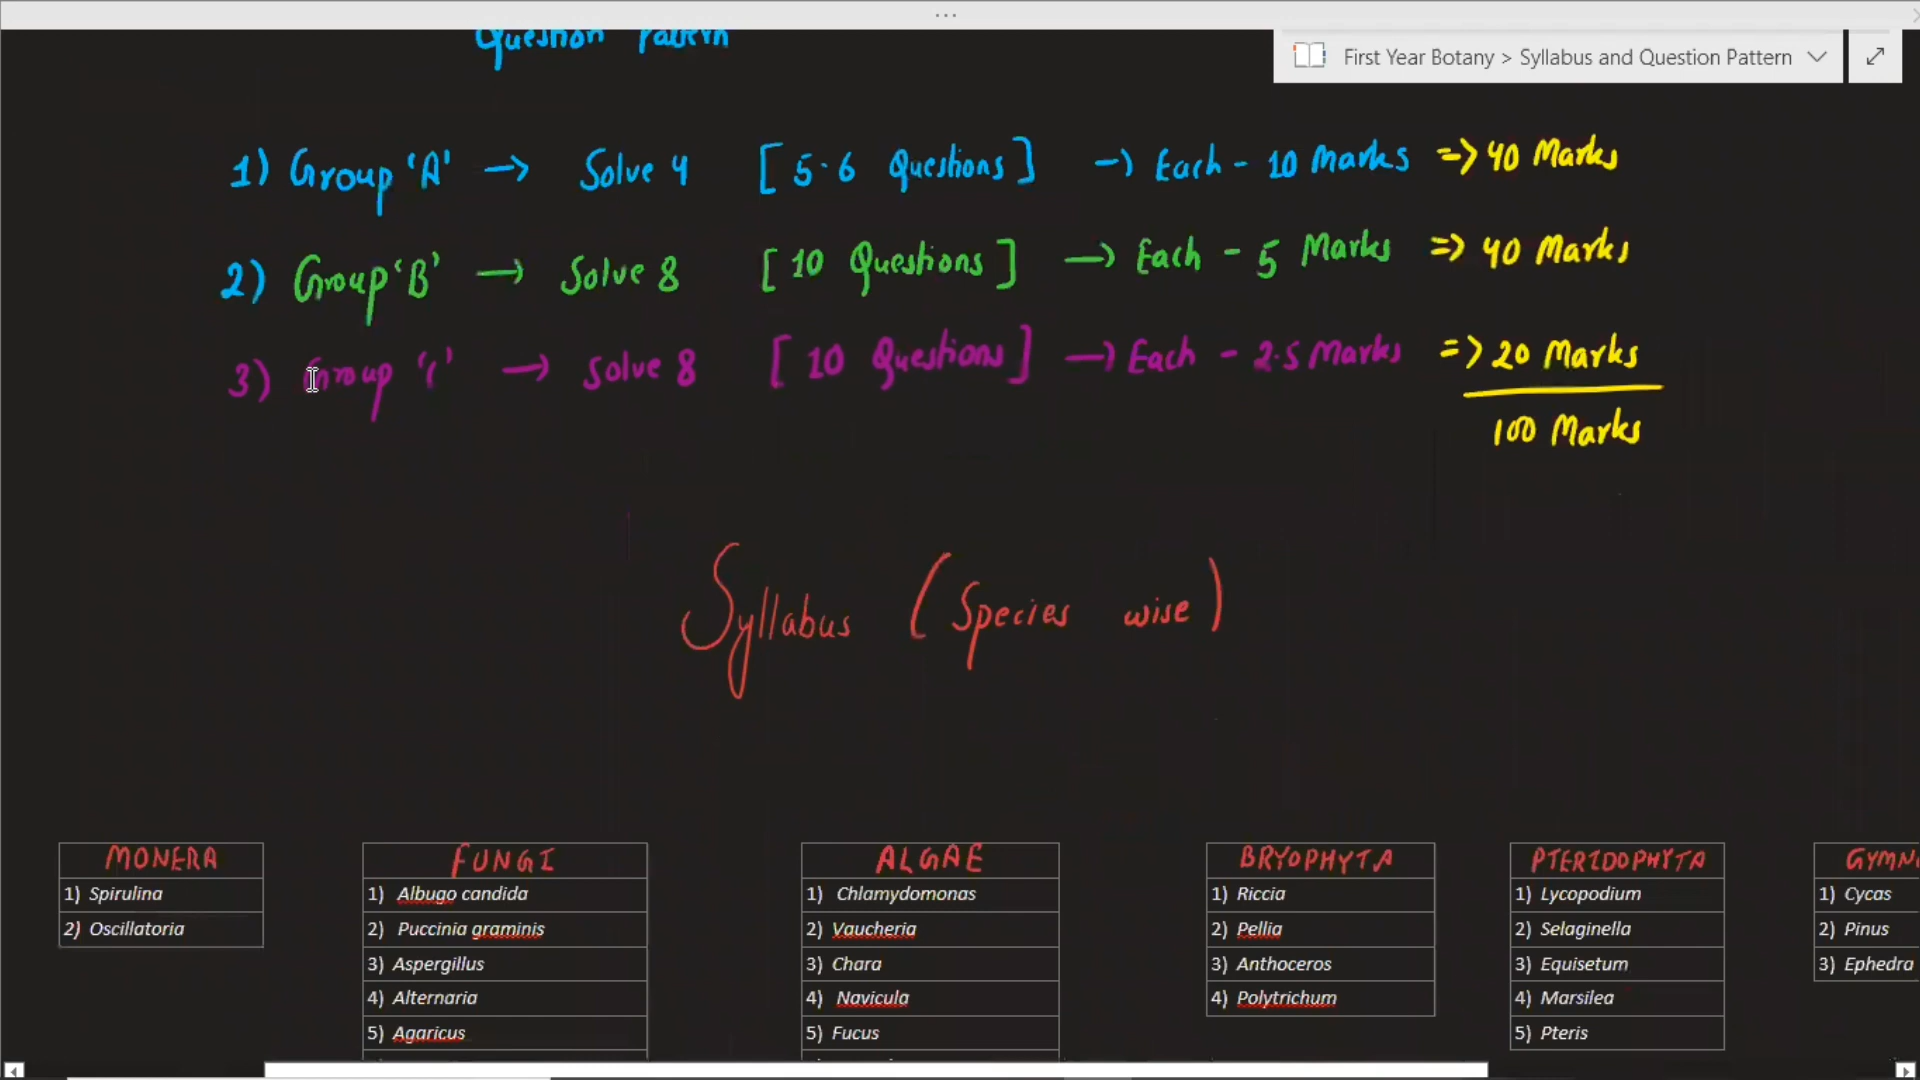 First Year Botany > Syllabus and Question Pattern
Question Pattern
1) Group 'A' → Solve 4 [ 5-6 Questions ] → Each - 10 Marks => 40 Marks
2) Group 'B' → Solve 8 [ 10 Questions ] → Each - 5 Marks => 40 Marks
3) Group 'C' → Solve 8 [ 10 Questions ] → Each - 2.5 Marks => 20 Marks
100 Marks
Syllabus (Species wise)
MONERA
1) Spirulina
2) Oscillatoria
FUNGI
1) Albugo candida
2) Puccinia graminis
3) Aspergillus
4) Alternaria
5) Agaricus
ALGAE
1) Chlamydomonas
2) Vaucheria
3) Chara
4) Navicula
5) Fucus
BRYOPHYTA
1) Riccia
2) Pellia
3) Anthoceros
4) Polytrichum
PTERIDOPHYTA
1) Lycopodium
2) Selaginella
3) Equisetum
4) Marsilea
5) Pteris
GYMN
1) Cycas
2) Pinus
3) Ephedra